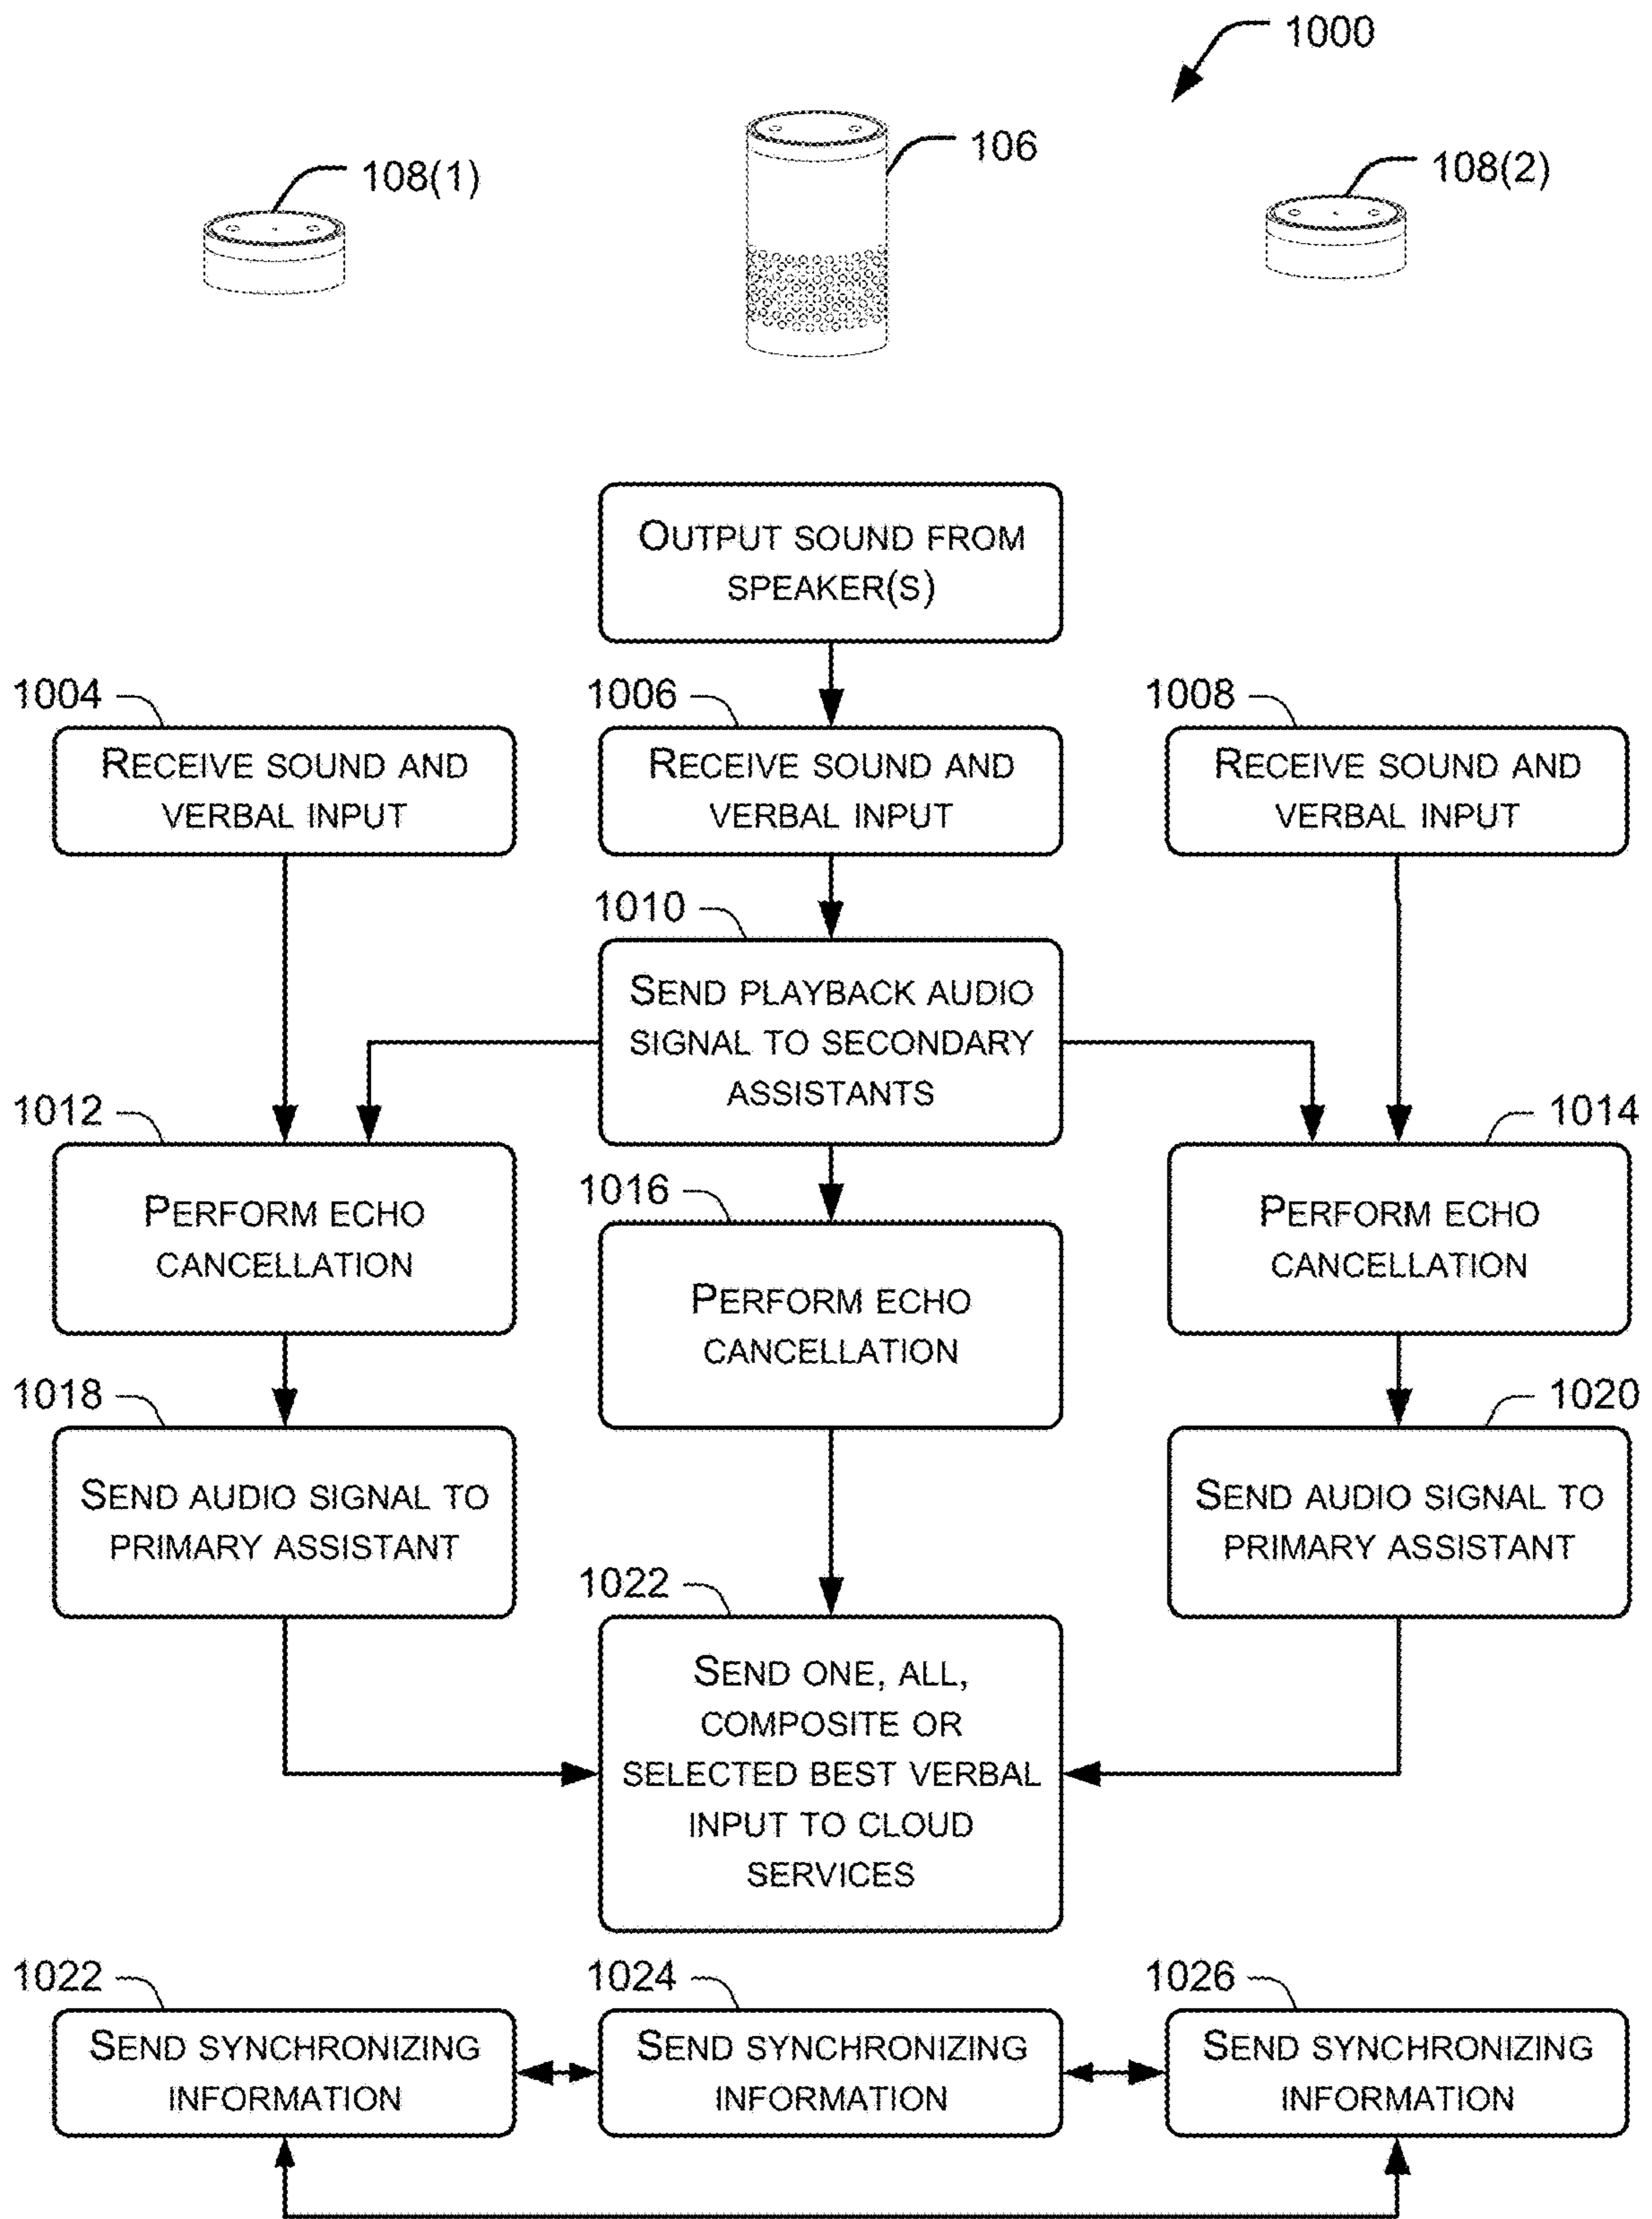 1000
106
108(1)
108(2)
OUTPUT SOUND FROM
SPEAKER(S)
1004
RECEIVE SOUND AND
VERBAL INPUT
1006
RECEIVE SOUND AND
VERBAL INPUT
1008
RECEIVE SOUND AND
VERBAL INPUT
1010
SEND PLAYBACK AUDIO
SIGNAL TO SECONDARY
ASSISTANTS
1012
PERFORM ECHO
CANCELLATION
1016
PERFORM ECHO
CANCELLATION
1014
PERFORM ECHO
CANCELLATION
1018
SEND AUDIO SIGNAL TO
PRIMARY ASSISTANT
1020
SEND AUDIO SIGNAL TO
PRIMARY ASSISTANT
1022
SEND ONE, ALL,
COMPOSITE OR
SELECTED BEST VERBAL
INPUT TO CLOUD
SERVICES
1022
SEND SYNCHRONIZING
INFORMATION
1024
SEND SYNCHRONIZING
INFORMATION
1026
SEND SYNCHRONIZING
INFORMATION